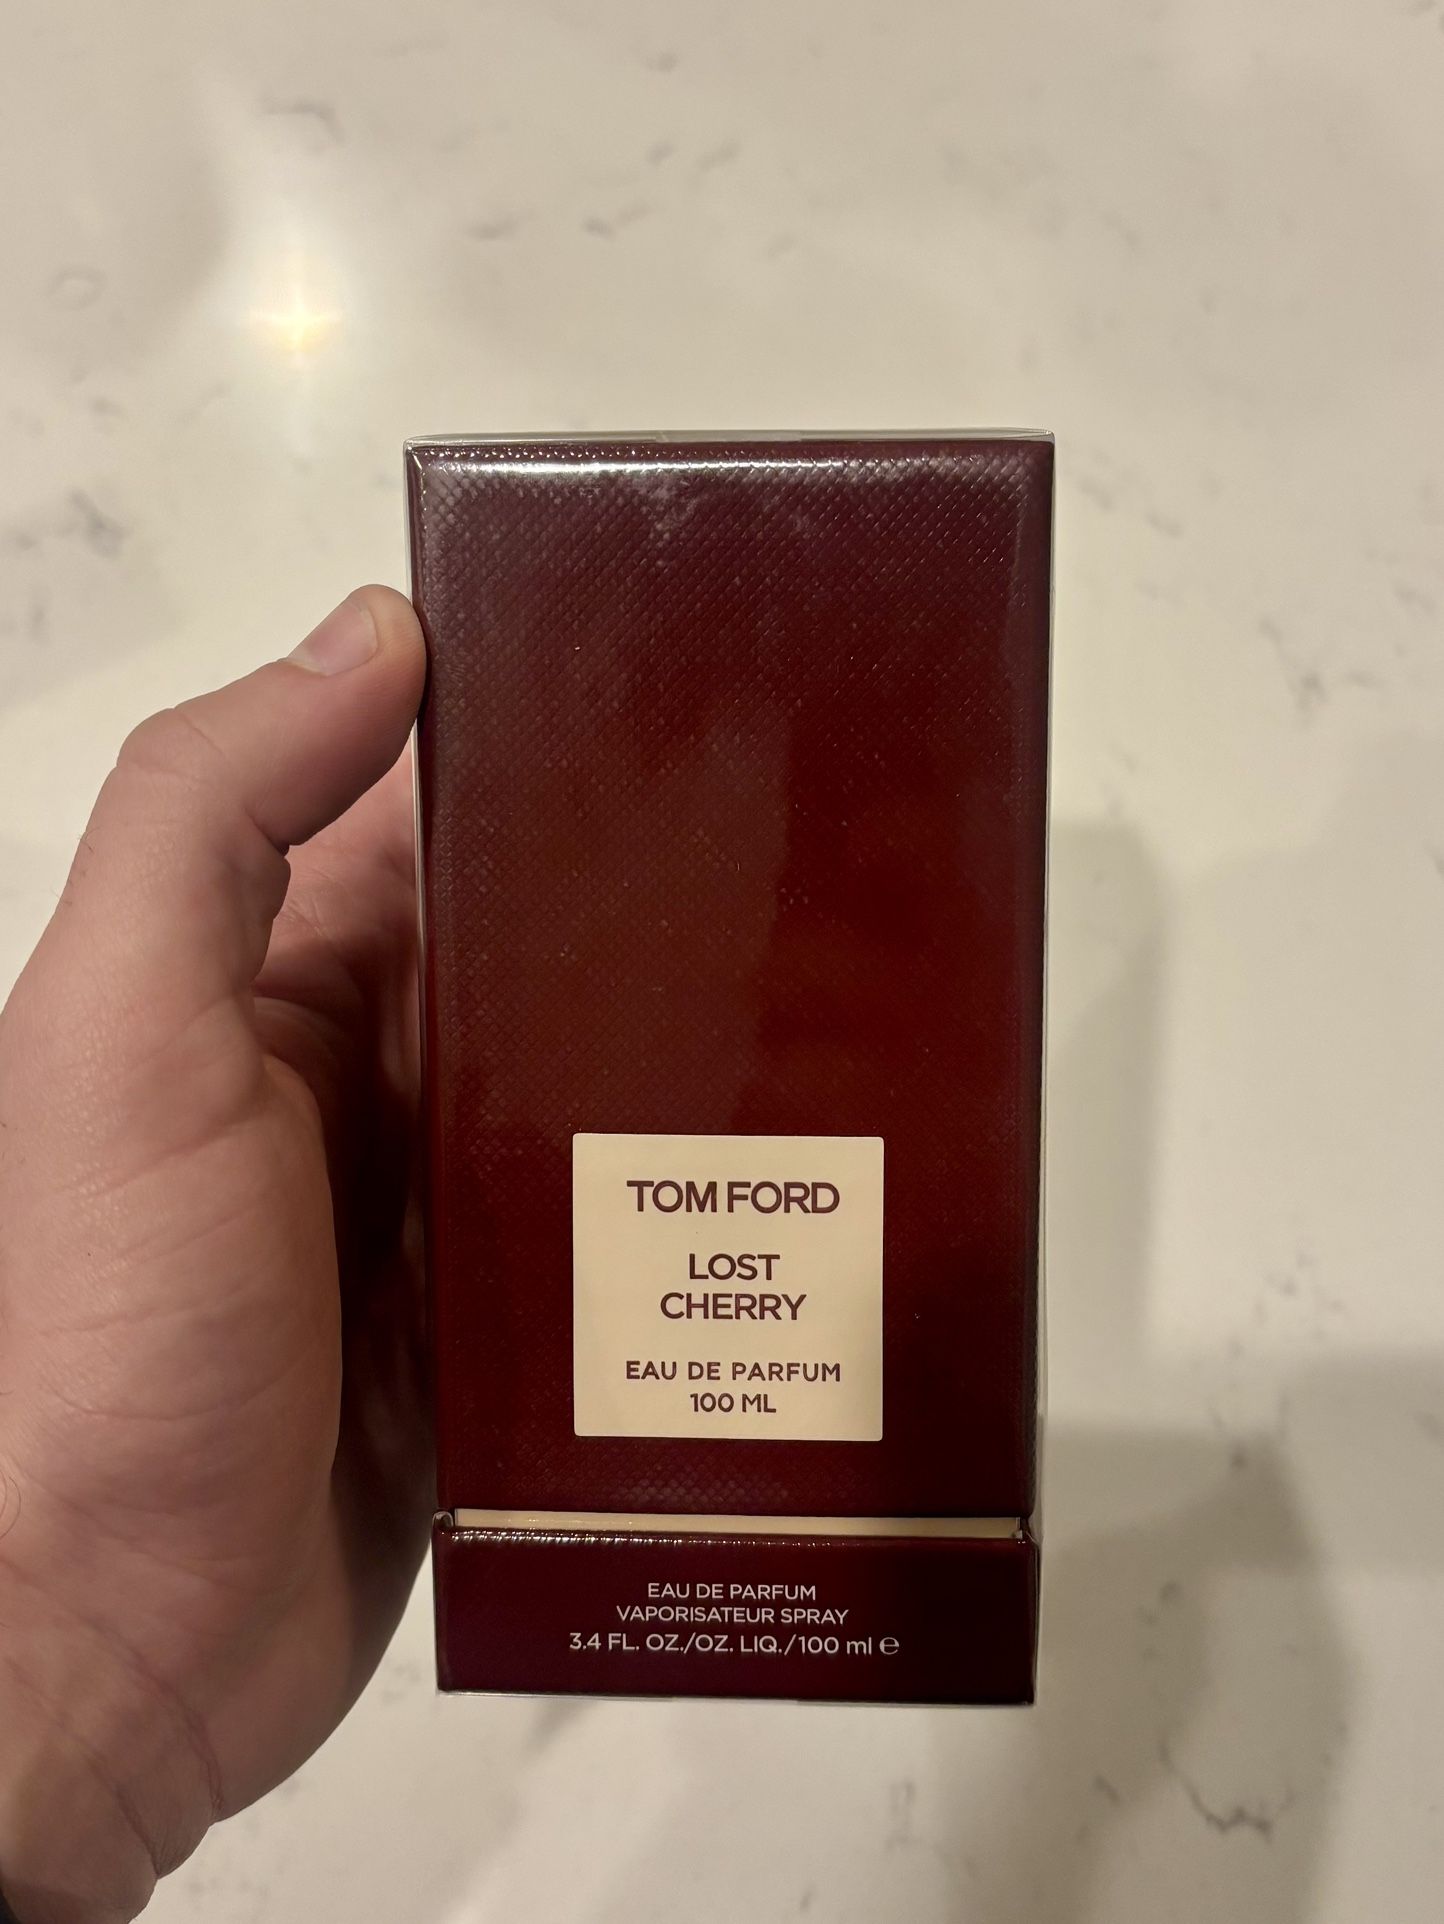 TOM FORD
LOST
CHERRY
EAU DE PARFUM
100 ML
EAU DE PARFUM
VAPORISATEUR SPRAY
3.4 FL. OZ./OZ. LIQ./100 ml ℮